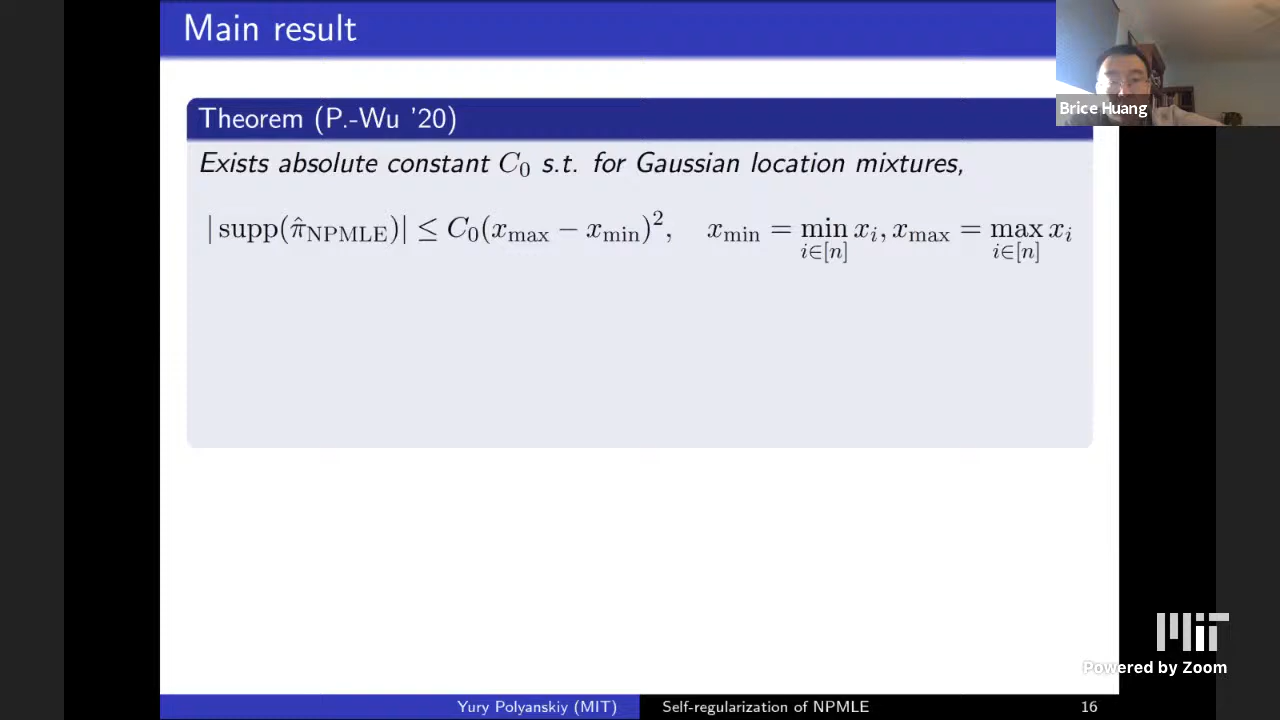 Main result
Brice Huang
Theorem (P.-Wu '20)
Exists absolute constant C₀ s.t. for Gaussian location mixtures,
|supp(π̂_NPMLE)| ≤ C₀(x_max − x_min)², x_min = min_{i∈[n]} x_i, x_max = max_{i∈[n]} x_i
MIT
Powered by Zoom
Yury Polyanskiy (MIT) Self-regularization of NPMLE 16